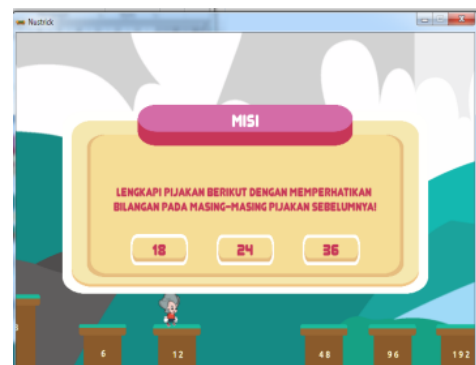 Nustrick
MISI
LENGKAPI PIJAKAN BERIKUT DENGAN MEMPERHATIKAN
BILANGAN PADA MASING-MASING PIJAKAN SEBELUMNYA!
18 24 36
6 12 48 96 192